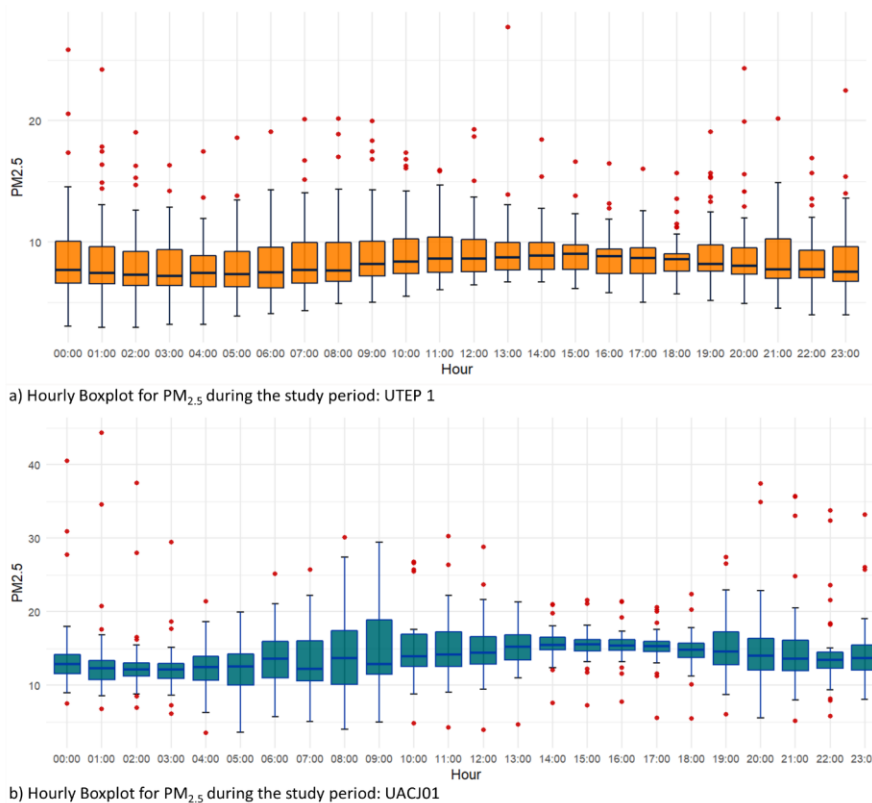 20
PM2.5
10
00:00 01:00 02:00 03:00 04:00 05:00 06:00 07:00 08:00 09:00 10:00 11:00 12:00 13:00 14:00 15:00 16:00 17:00 18:00 19:00 20:00 21:00 22:00 23:00
Hour
a) Hourly Boxplot for PM2.5 during the study period: UTEP 1
40
30
PM2.5
20
10
00:00 01:00 02:00 03:00 04:00 05:00 06:00 07:00 08:00 09:00 10:00 11:00 12:00 13:00 14:00 15:00 16:00 17:00 18:00 19:00 20:00 21:00 22:00 23:0
Hour
b) Hourly Boxplot for PM2.5 during the study period: UACJ01